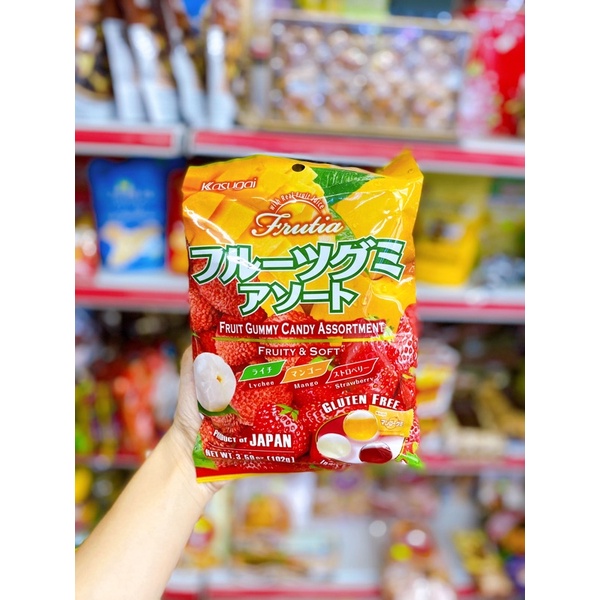 Kasugai
Frutia
フルーツグミ
アソート
FRUIT GUMMY CANDY ASSORTMENT
FRUITY & SOFT
ライチ マンゴー ストロベリー
Lychee Mango Strawberry
GLUTEN FREE
PRODUCT OF JAPAN
NET WT. 3.59oz [102g]